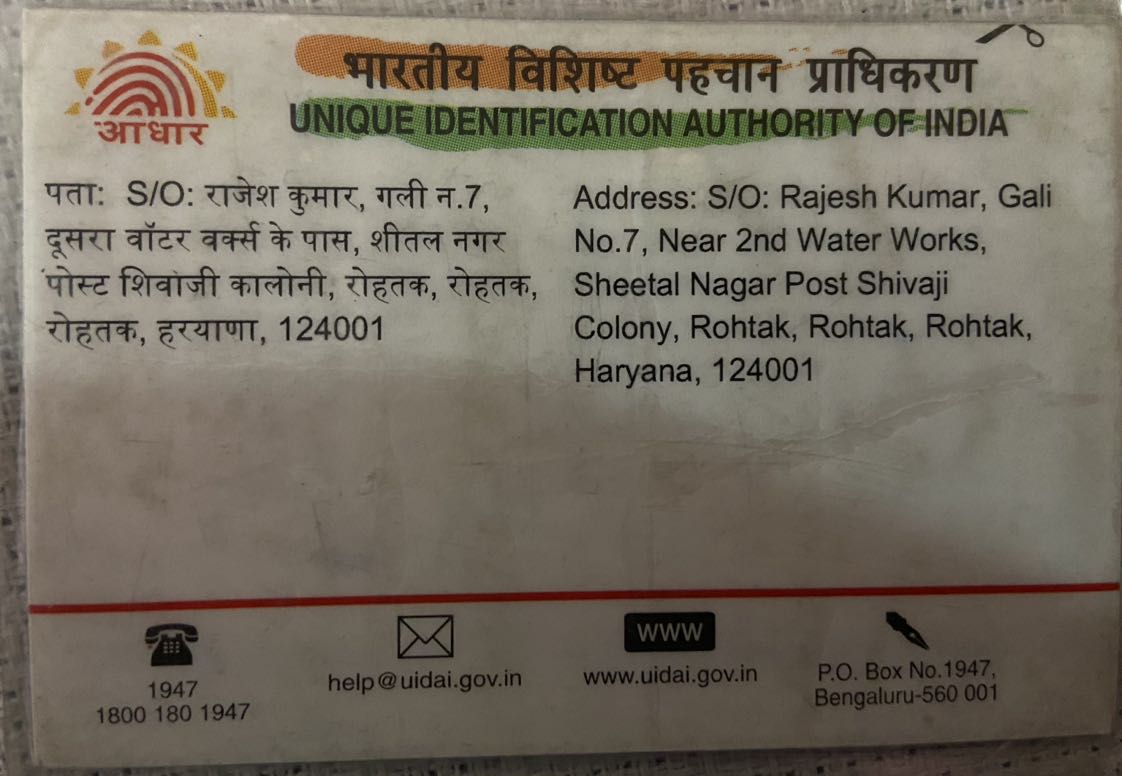 आधार
भारतीय विशिष्ट पहचान प्राधिकरण
UNIQUE IDENTIFICATION AUTHORITY OF INDIA
पता: S/O: राजेश कुमार, गली न.7,
दूसरा वॉटर वर्क्स के पास, शीतल नगर
पोस्ट शिवांजी कालोनी, रोहतक, रोहतक,
रोहतक, हरयाणा, 124001
Address: S/O: Rajesh Kumar, Gali
No.7, Near 2nd Water Works,
Sheetal Nagar Post Shivaji
Colony, Rohtak, Rohtak, Rohtak,
Haryana, 124001
1947
1800 180 1947
help@uidai.gov.in
WWW
www.uidai.gov.in
P.O. Box No.1947,
Bengaluru-560 001